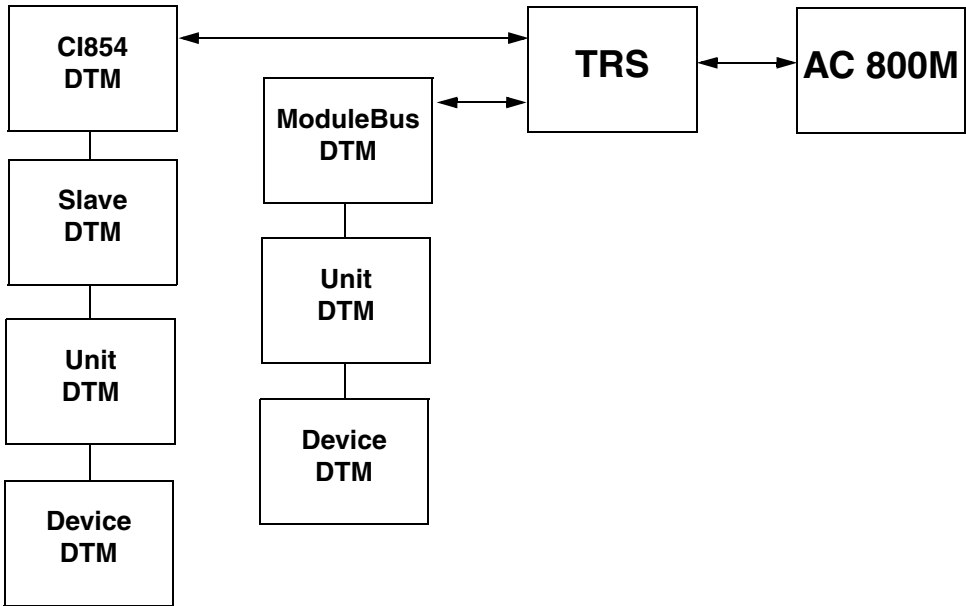 CI854
DTM
TRS
AC 800M
ModuleBus
DTM
Slave
DTM
Unit
DTM
Unit
DTM
Device
DTM
Device
DTM